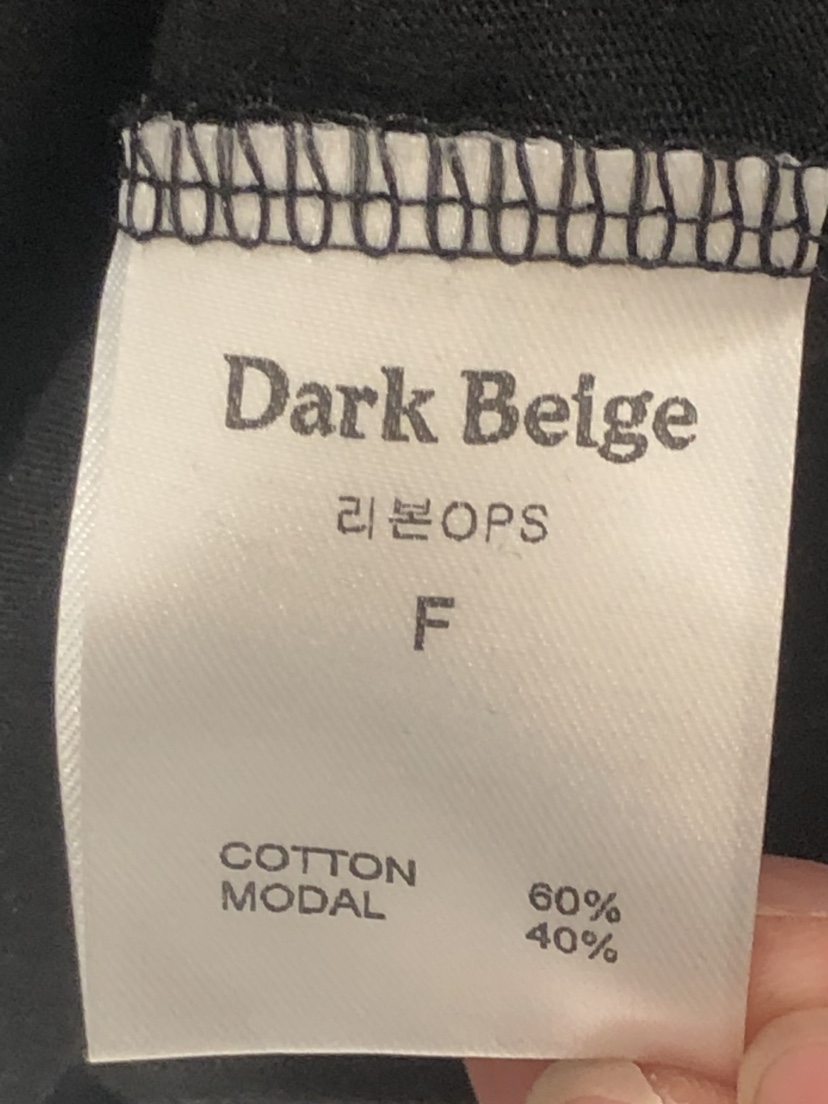 Dark Beige
리본OPS
F
COTTON 60%
MODAL 40%